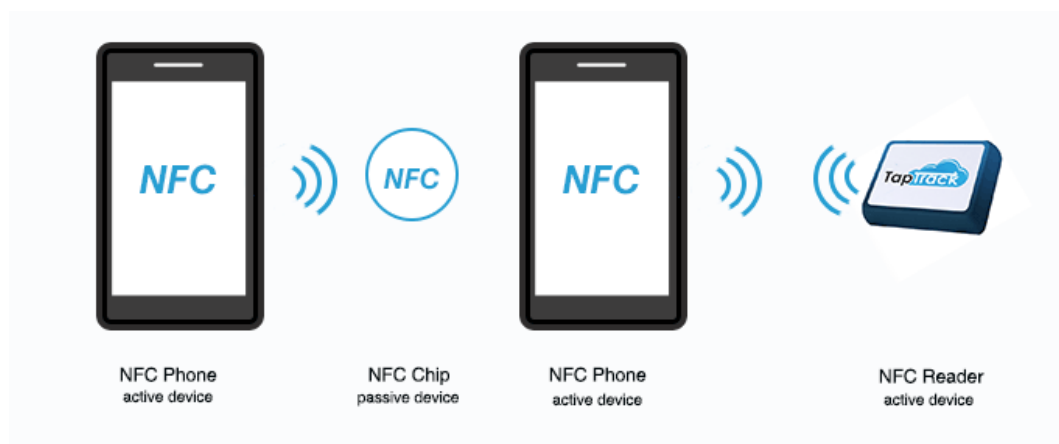 NFC
NFC
NFC
TapTrack
NFC Phone
active device
NFC Chip
passive device
NFC Phone
active device
NFC Reader
active device